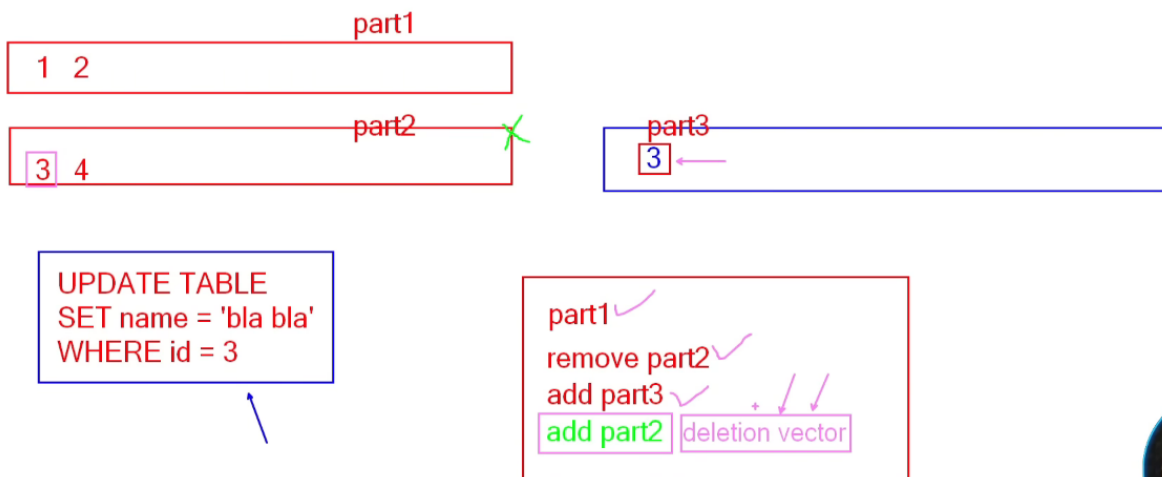 part1
1 2
part2
3 4
part3
3
UPDATE TABLE
SET name = 'bla bla'
WHERE id = 3
part1
remove part2
add part3
+
add part2 deletion vector